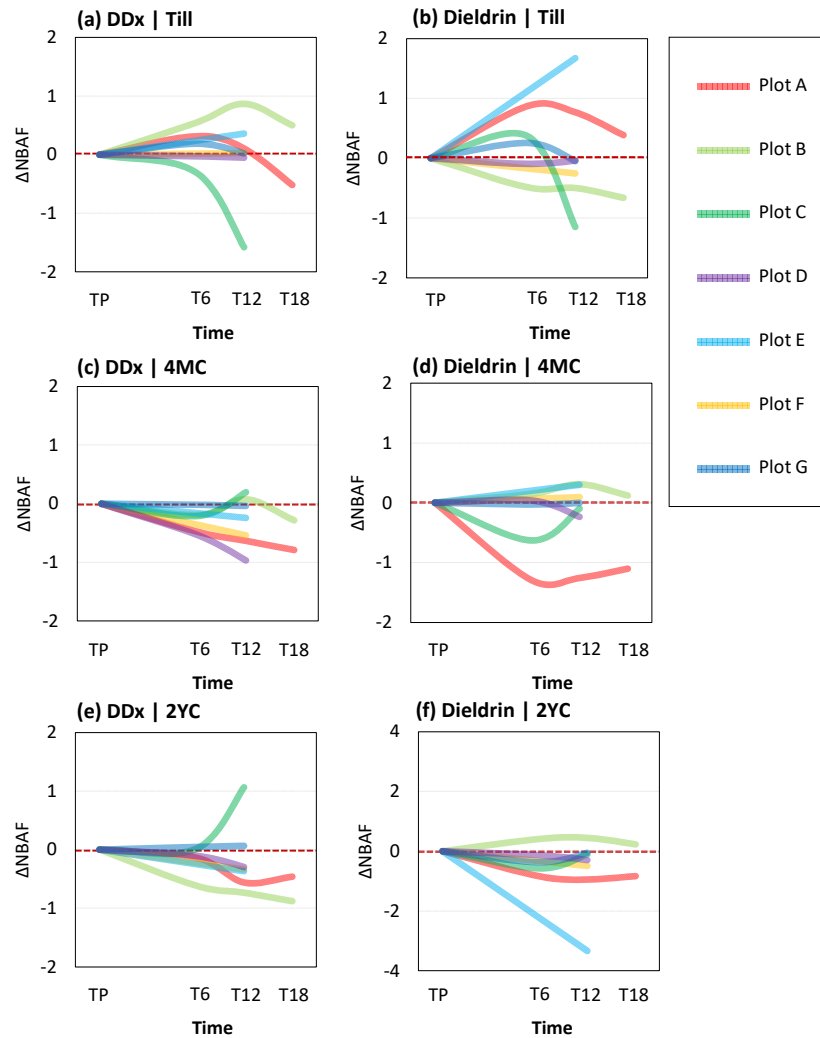 (a) DDx | Till
2
1
0
-1
-2
ΔNBAF
TP
T6
T12
T18
Time
(b) Dieldrin | Till
2
1
0
-1
-2
ΔNBAF
TP
T6
T12
T18
Time
Plot A
Plot B
Plot C
Plot D
Plot E
Plot F
Plot G
(c) DDx | 4MC
2
1
0
-1
-2
ΔNBAF
TP
T6
T12
T18
Time
(d) Dieldrin | 4MC
2
1
0
-1
-2
ΔNBAF
TP
T6
T12
T18
Time
(e) DDx | 2YC
2
1
0
-1
-2
ΔNBAF
TP
T6
T12
T18
Time
(f) Dieldrin | 2YC
4
2
0
-2
-4
ΔNBAF
TP
T6
T12
T18
Time